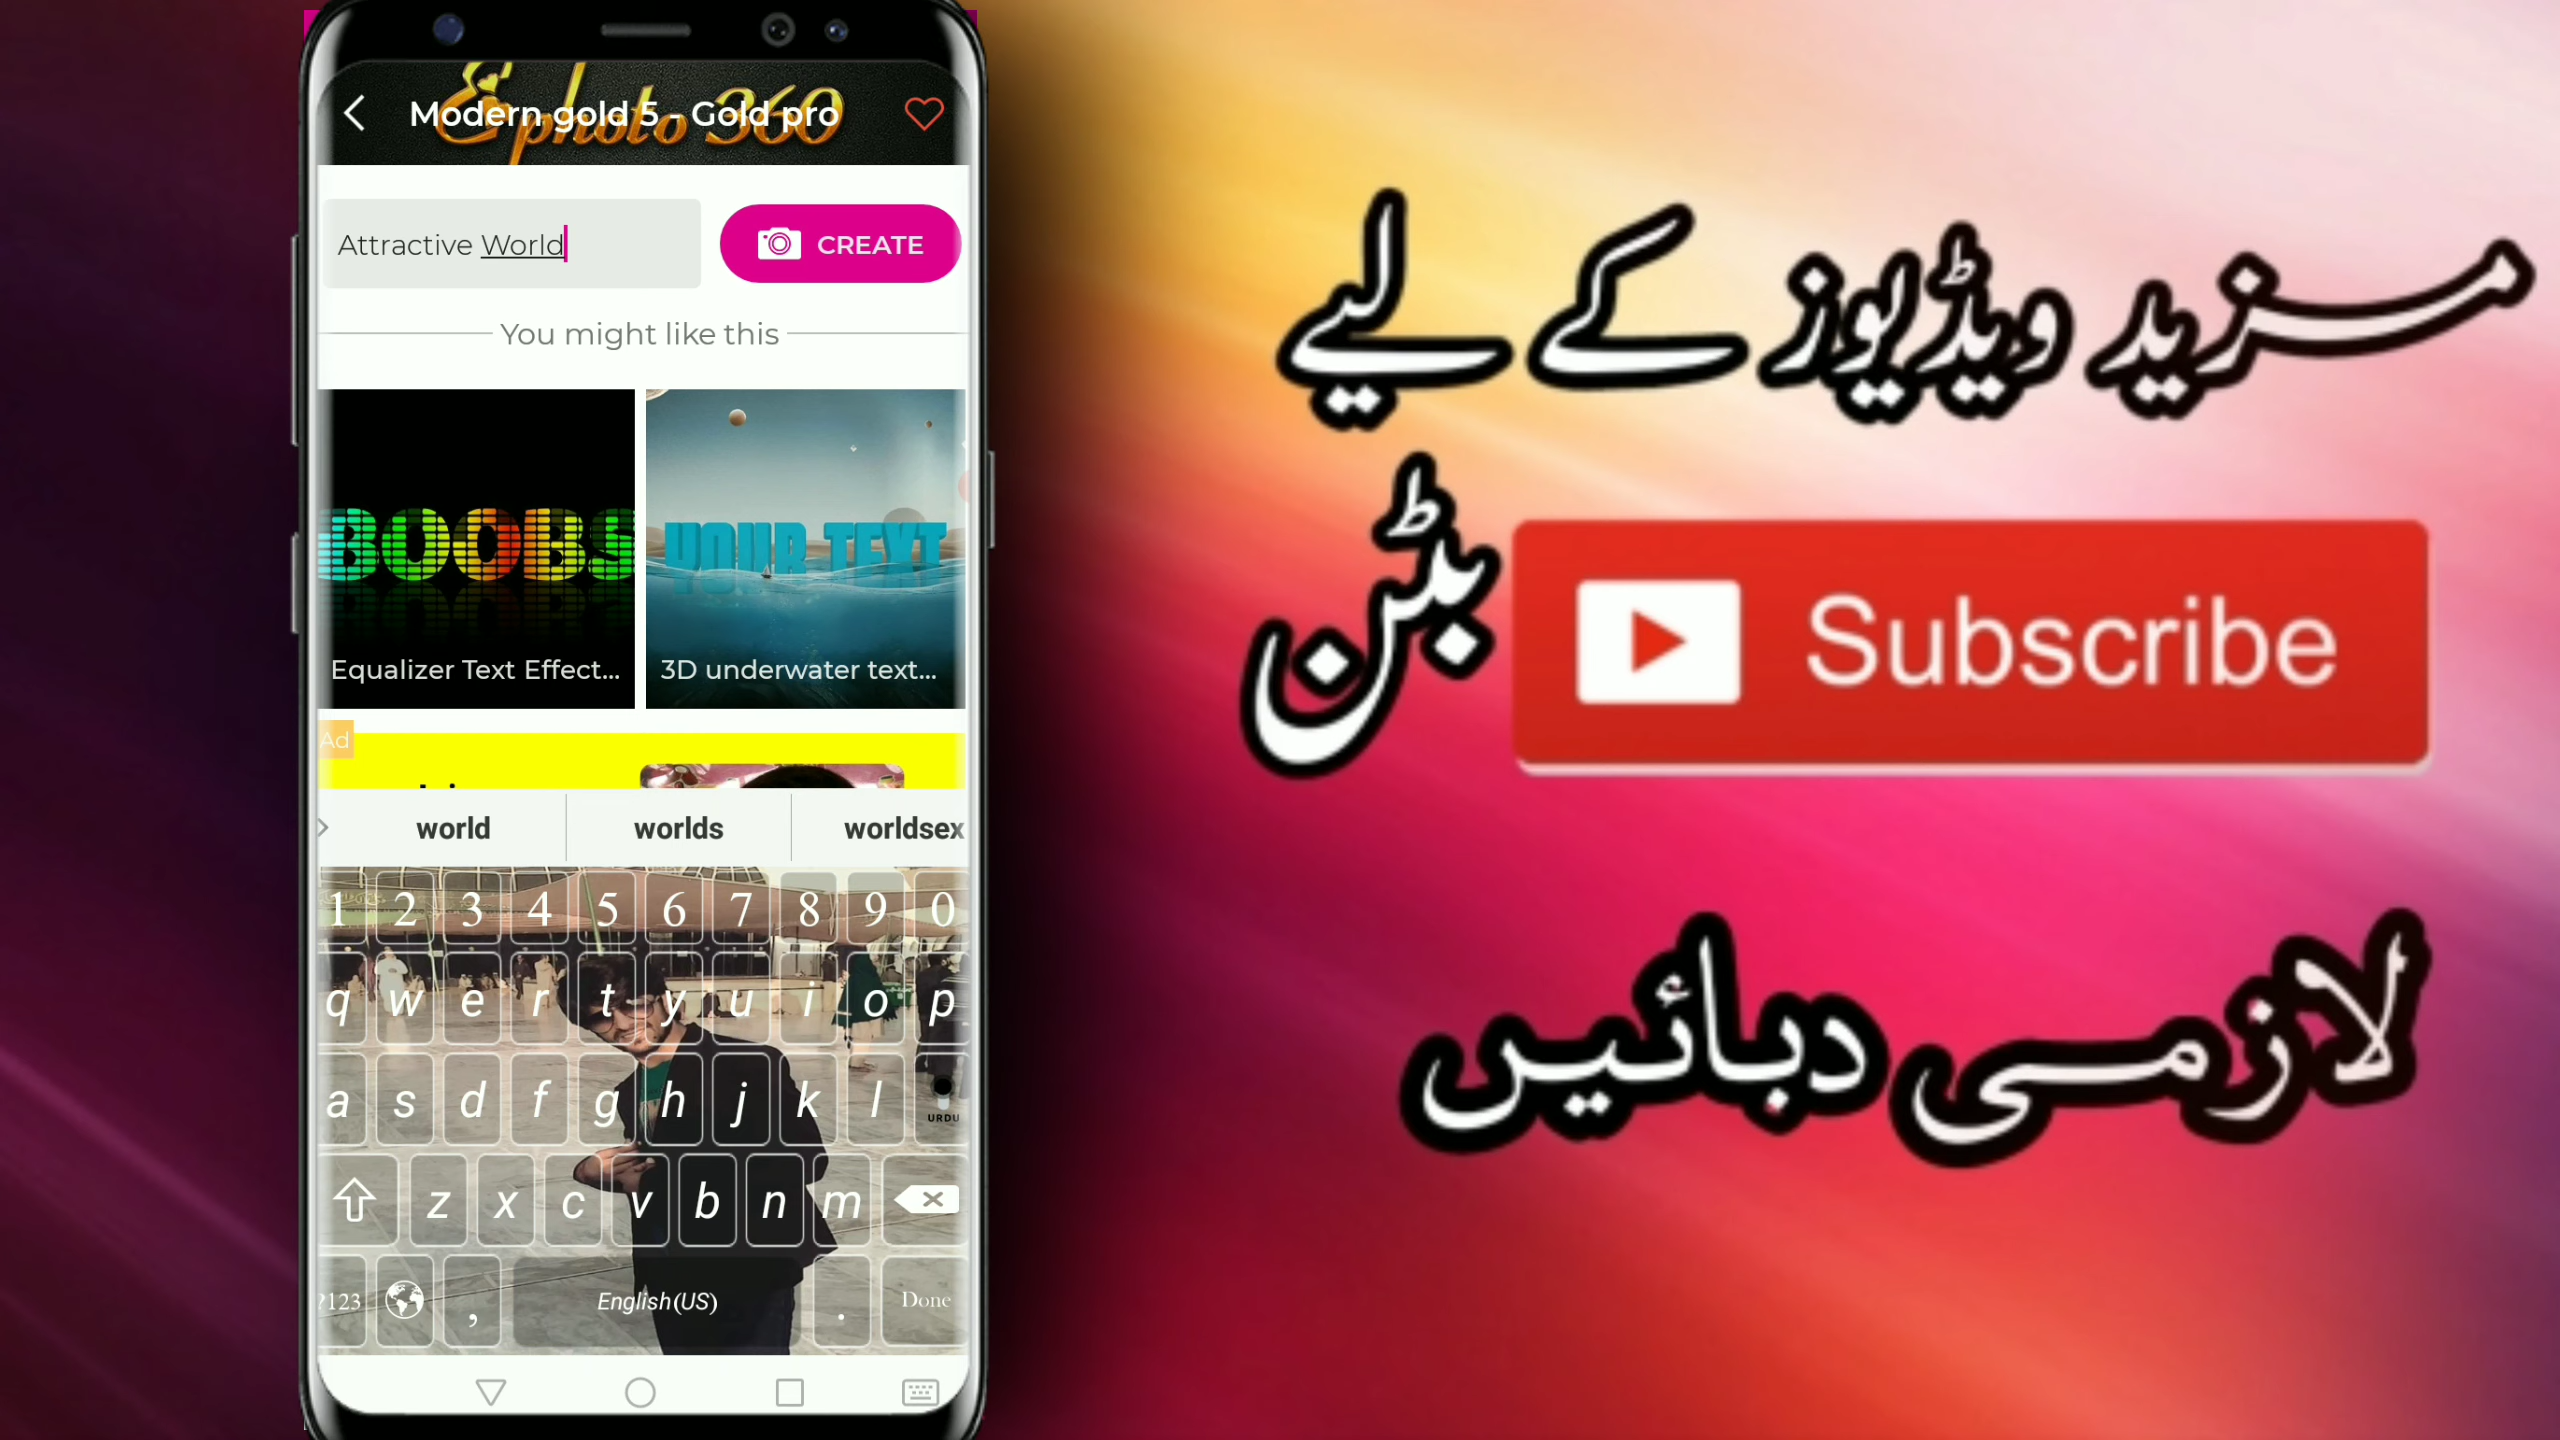 Ephoto 360
Modern gold 5 - Gold pro
Attractive World
CREATE
You might like this
BOOBS
YOUR TEXT
Equalizer Text Effect...
3D underwater text...
Ad
world worlds worldsex
1 2 3 4 5 6 7 8 9 0
q w e r t y u i o p
a s d f g h j k l
URDU
z x c v b n m
?123 , English(US) . Done
مزید ویڈیوز کے لیے
Subscribe بٹن
لازمی دبائیں